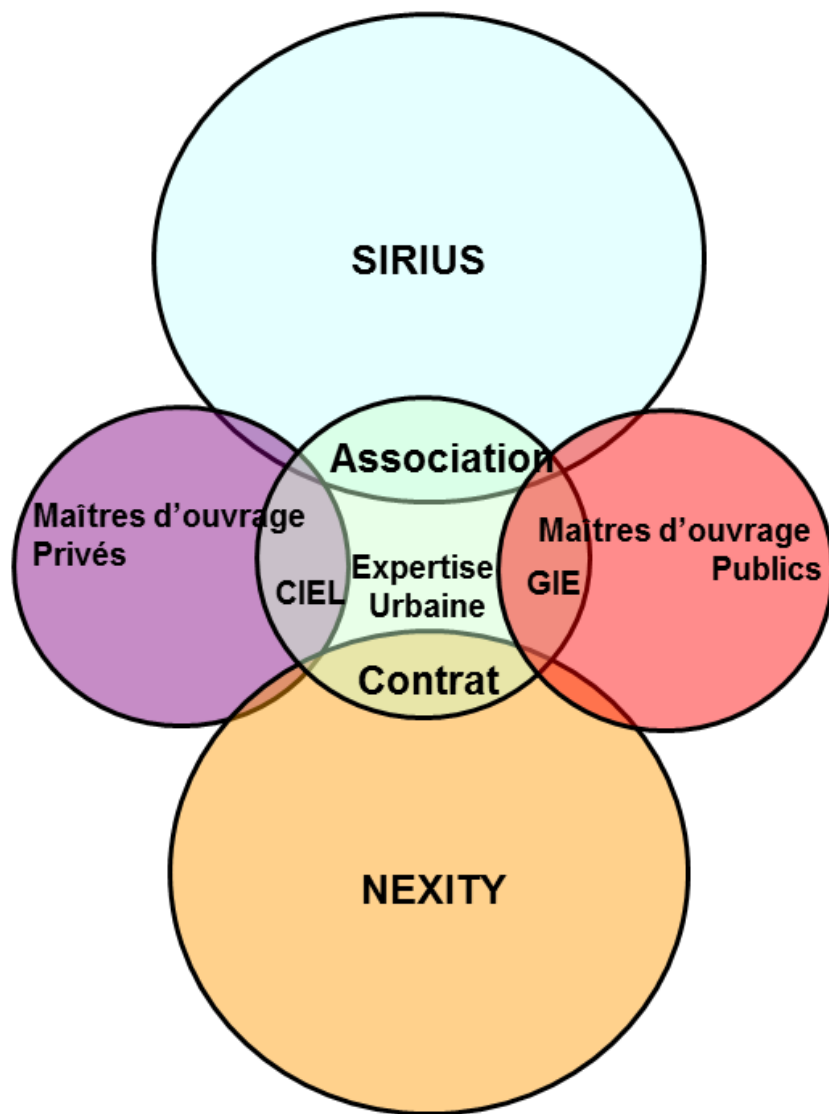 SIRIUS
Association
Maîtres d'ouvrage
Privés
CIEL
Expertise
Urbaine
GIE
Maîtres d'ouvrage
Publics
Contrat
NEXITY